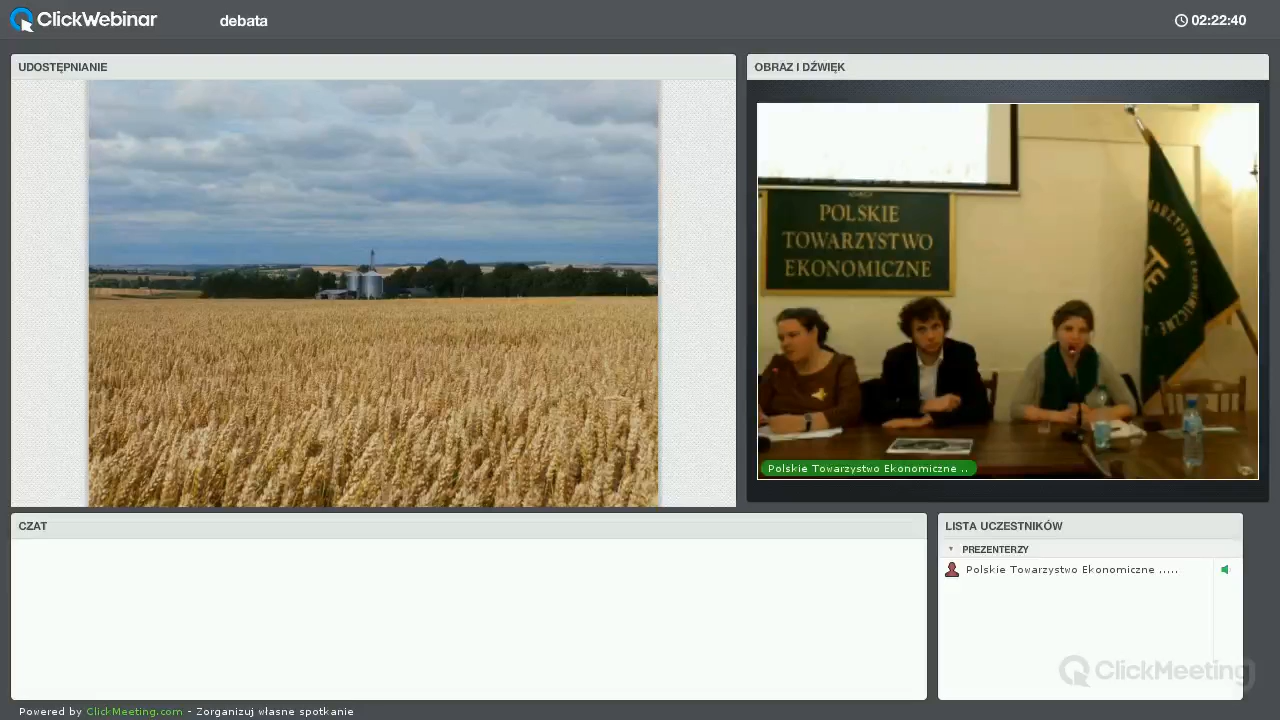 ClickWebinar
debata
02:22:40
UDOSTĘPNIANIE
OBRAZ I DŹWIĘK
POLSKIE
TOWARZYSTWO
EKONOMICZNE
Polskie Towarzystwo Ekonomiczne ..
CZAT
LISTA UCZESTNIKÓW
PREZENTERZY
Polskie Towarzystwo Ekonomiczne .....
ClickMeeting
Powered by ClickMeeting.com - Zorganizuj własne spotkanie